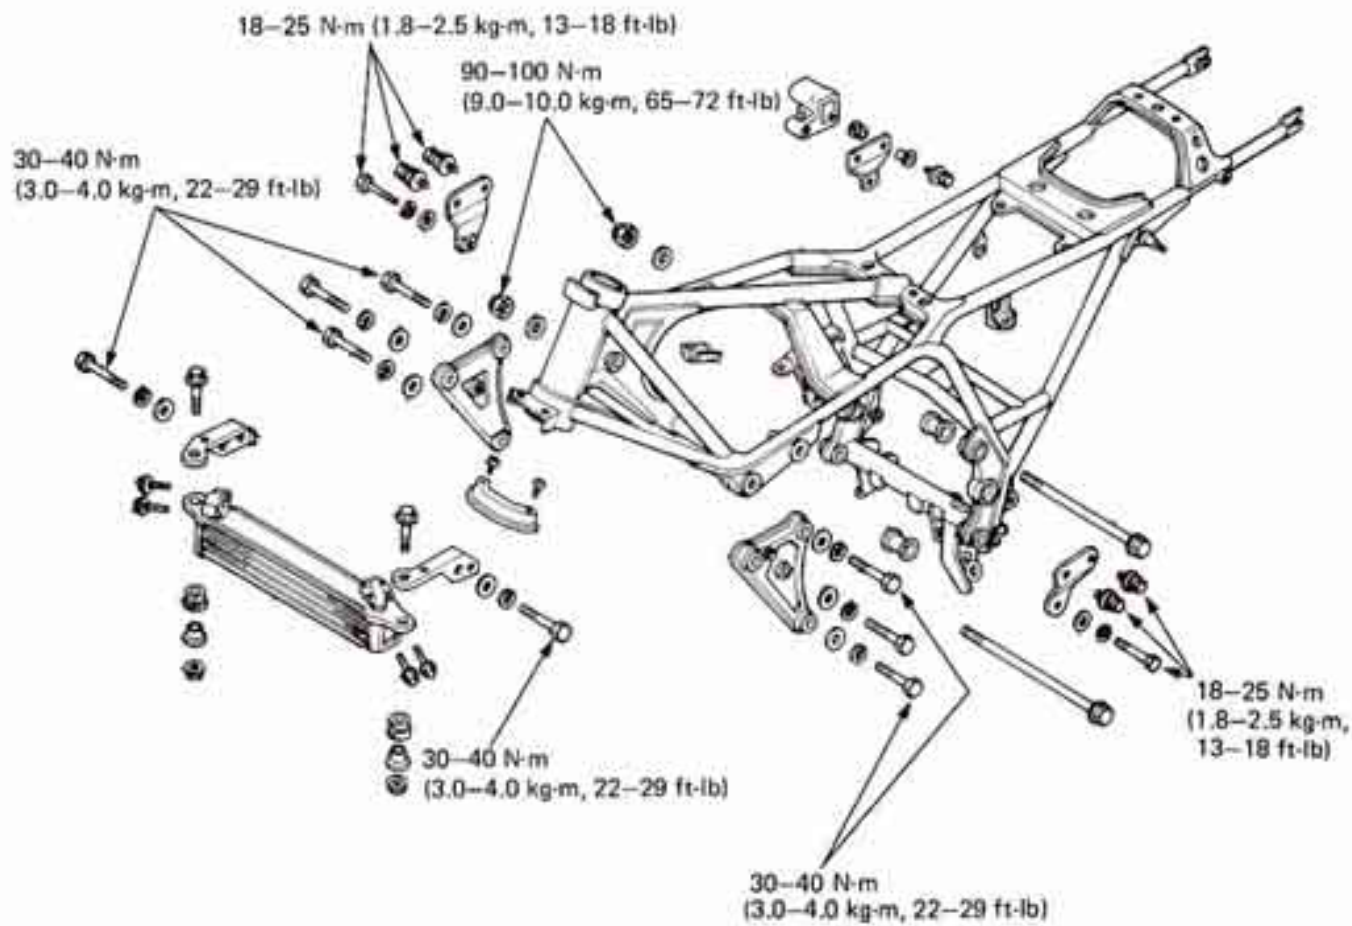 18–25 N·m (1.8–2.5 kg·m, 13–18 ft·lb)
90–100 N·m
(9.0–10.0 kg·m, 65–72 ft·lb)
30–40 N·m
(3.0–4.0 kg·m, 22–29 ft·lb)
18–25 N·m
(1.8–2.5 kg·m,
13–18 ft·lb)
30–40 N·m
(3.0–4.0 kg·m, 22–29 ft·lb)
30–40 N·m
(3.0–4.0 kg·m, 22–29 ft·lb)